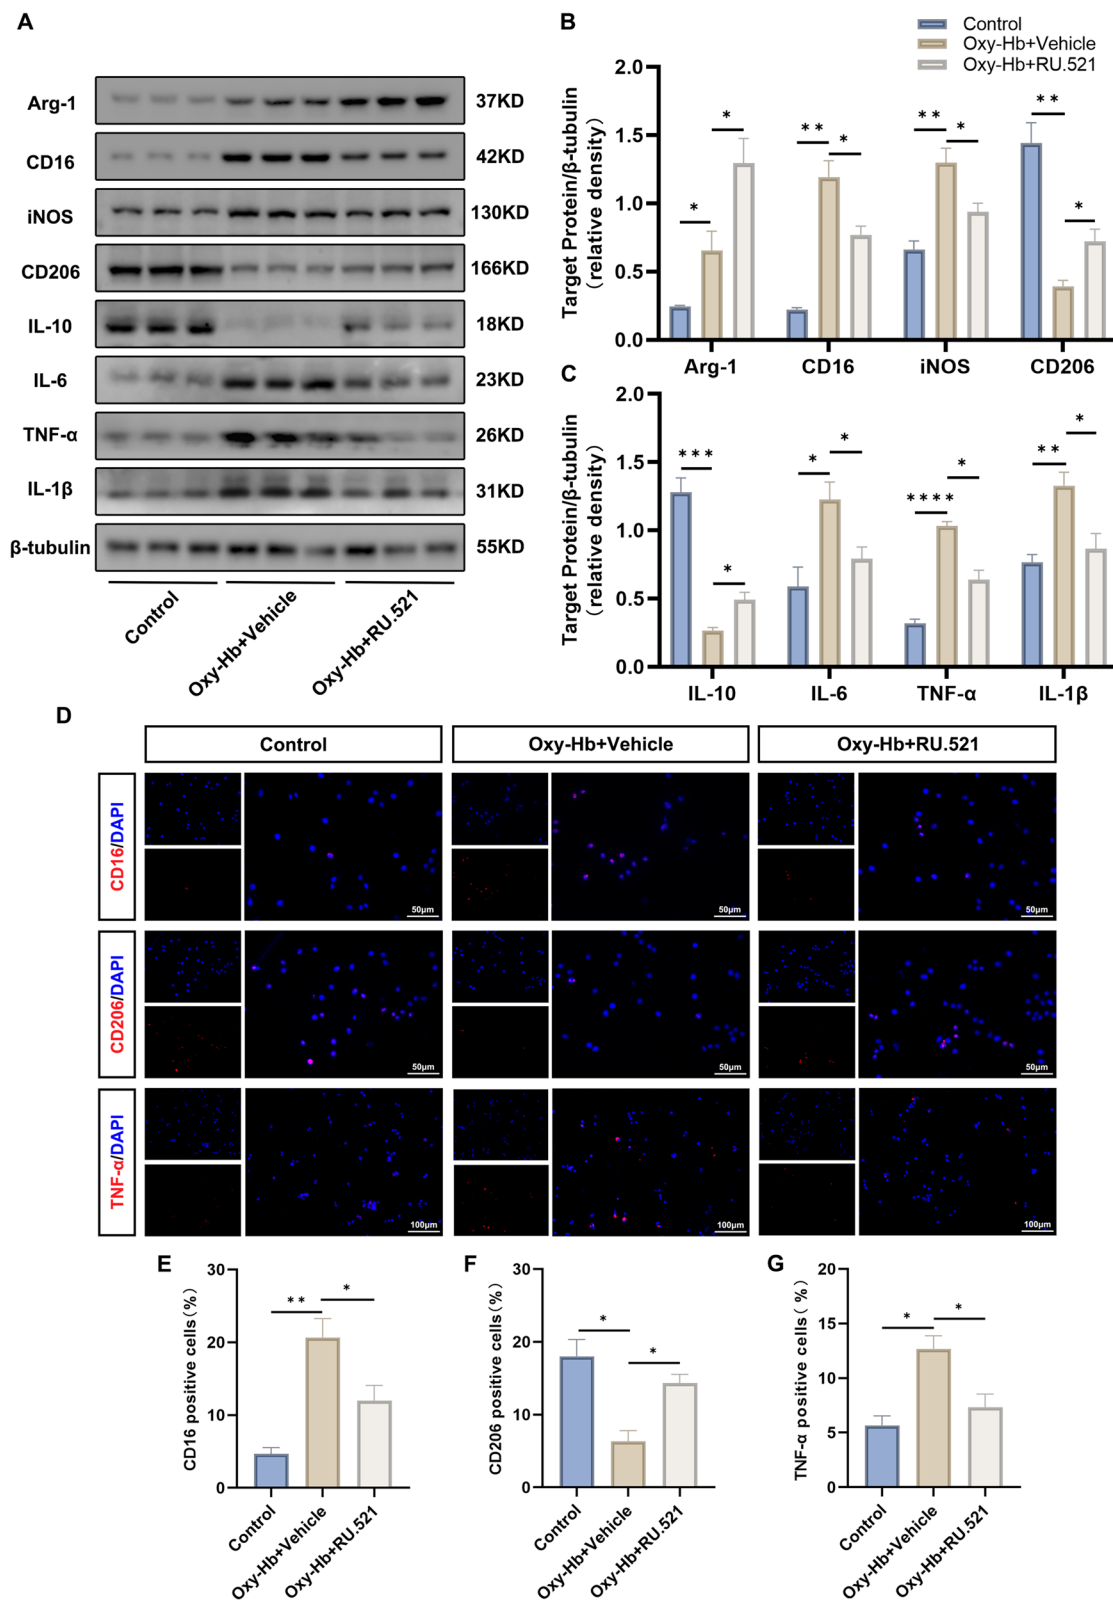 A
Arg-1
37KD
CD16
42KD
iNOS
130KD
CD206
166KD
IL-10
18KD
IL-6
23KD
TNF-α
26KD
IL-1β
31KD
β-tubulin
55KD
Control
Oxy-Hb+Vehicle
Oxy-Hb+RU.521
B
Control
Oxy-Hb+Vehicle
Oxy-Hb+RU.521
Target Protein/β-tubulin
(relative density)
2.0
1.5
1.0
0.5
0.0
*
*
**
*
**
*
**
*
Arg-1
CD16
iNOS
CD206
C
Target Protein/β-tubulin
(relative density)
2.0
1.5
1.0
0.5
0.0
***
*
*
*
****
*
**
*
IL-10
IL-6
TNF-α
IL-1β
D
Control
Oxy-Hb+Vehicle
Oxy-Hb+RU.521
CD16/DAPI
50μm
50μm
50μm
CD206/DAPI
50μm
50μm
50μm
TNF-α/DAPI
100μm
100μm
100μm
E
CD16 positive cells(%)
30
20
10
0
**
*
Control
Oxy-Hb+Vehicle
Oxy-Hb+RU.521
F
CD206 positive cells(%)
30
20
10
0
*
*
Control
Oxy-Hb+Vehicle
Oxy-Hb+RU.521
G
TNF-α positive cells(%)
20
15
10
5
0
*
*
Control
Oxy-Hb+Vehicle
Oxy-Hb+RU.521